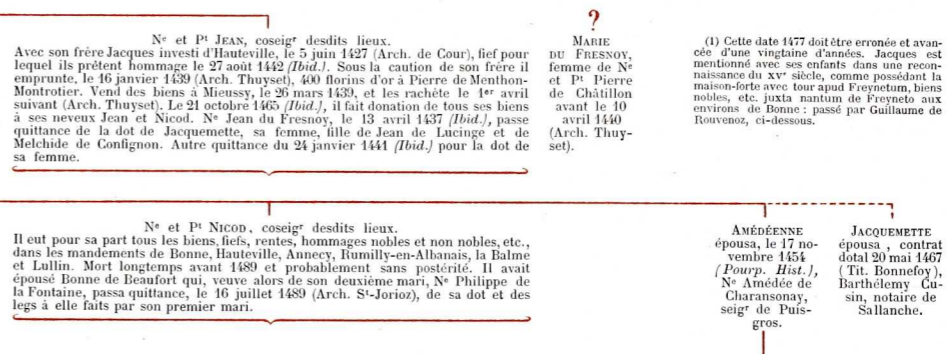 Nᵉ et Pᵗ JEAN, coseigʳ desdits lieux.
Avec son frère Jacques investi d'Hauteville, le 5 juin 1427 (Arch. de Cour), fief pour
lequel ils prêtent hommage le 27 août 1442 (Ibid.). Sous la caution de son frère il
emprunte, le 16 janvier 1439 (Arch. Thuyset), 400 florins d'or à Pierre de Menthon-
Montrotier. Vend des biens à Mieussy, le 26 mars 1439, et les rachète le 1ᵉʳ avril
suivant (Arch. Thuyset). Le 21 octobre 1465 (Ibid.), il fait donation de tous ses biens
à ses neveux Jean et Nicod. Nᵉ Jean du Fresnoy, le 13 avril 1437 (Ibid.), passe
quittance de la dot de Jacquemette, sa femme, fille de Jean de Lucinge et de
Melchide de Confignon. Autre quittance du 24 janvier 1441 (Ibid.) pour la dot de
sa femme.
?
MARIE
DU FRESNOY,
femme de Nᵉ
et Pᵗ Pierre
de Châtillon
avant le 10
avril 1440
(Arch. Thuy-
set).
(1) Cette date 1477 doit être erronée et avan-
cée d'une vingtaine d'années. Jacques est
mentionné avec ses enfants dans une recon-
naissance du XVᵉ siècle, comme possédant la
maison-forte avec tour apud Freynetum, biens
nobles, etc. juxta nantum de Freyneto aux
environs de Bonne : passé par Guillaume de
Rouvenoz, ci-dessous.
Nᵉ et Pᵗ NICOD, coseigʳ desdits lieux.
Il eut pour sa part tous les biens, fiefs, rentes, hommages nobles et non nobles, etc.,
dans les mandements de Bonne, Hauteville, Annecy, Rumilly-en-Albanais, la Balme
et Lullin. Mort longtemps avant 1489 et probablement sans postérité. Il avait
épousé Bonne de Beaufort qui, veuve alors de son deuxième mari, Nᵉ Philippe de
la Fontaine, passa quittance, le 16 juillet 1489 (Arch. Sᵗ-Jorioz), de sa dot et des
legs à elle faits par son premier mari.
AMÉDÉENNE
épousa, le 17 no-
vembre 1454
(Pourp. Hist.),
Nᵉ Amédée de
Charansonay,
seigʳ de Puis-
gros.
JACQUEMETTE
épousa , contrat
dotal 20 mai 1467
(Tit. Bonnefoy),
Barthélemy Cu-
sin, notaire de
Sallanche.